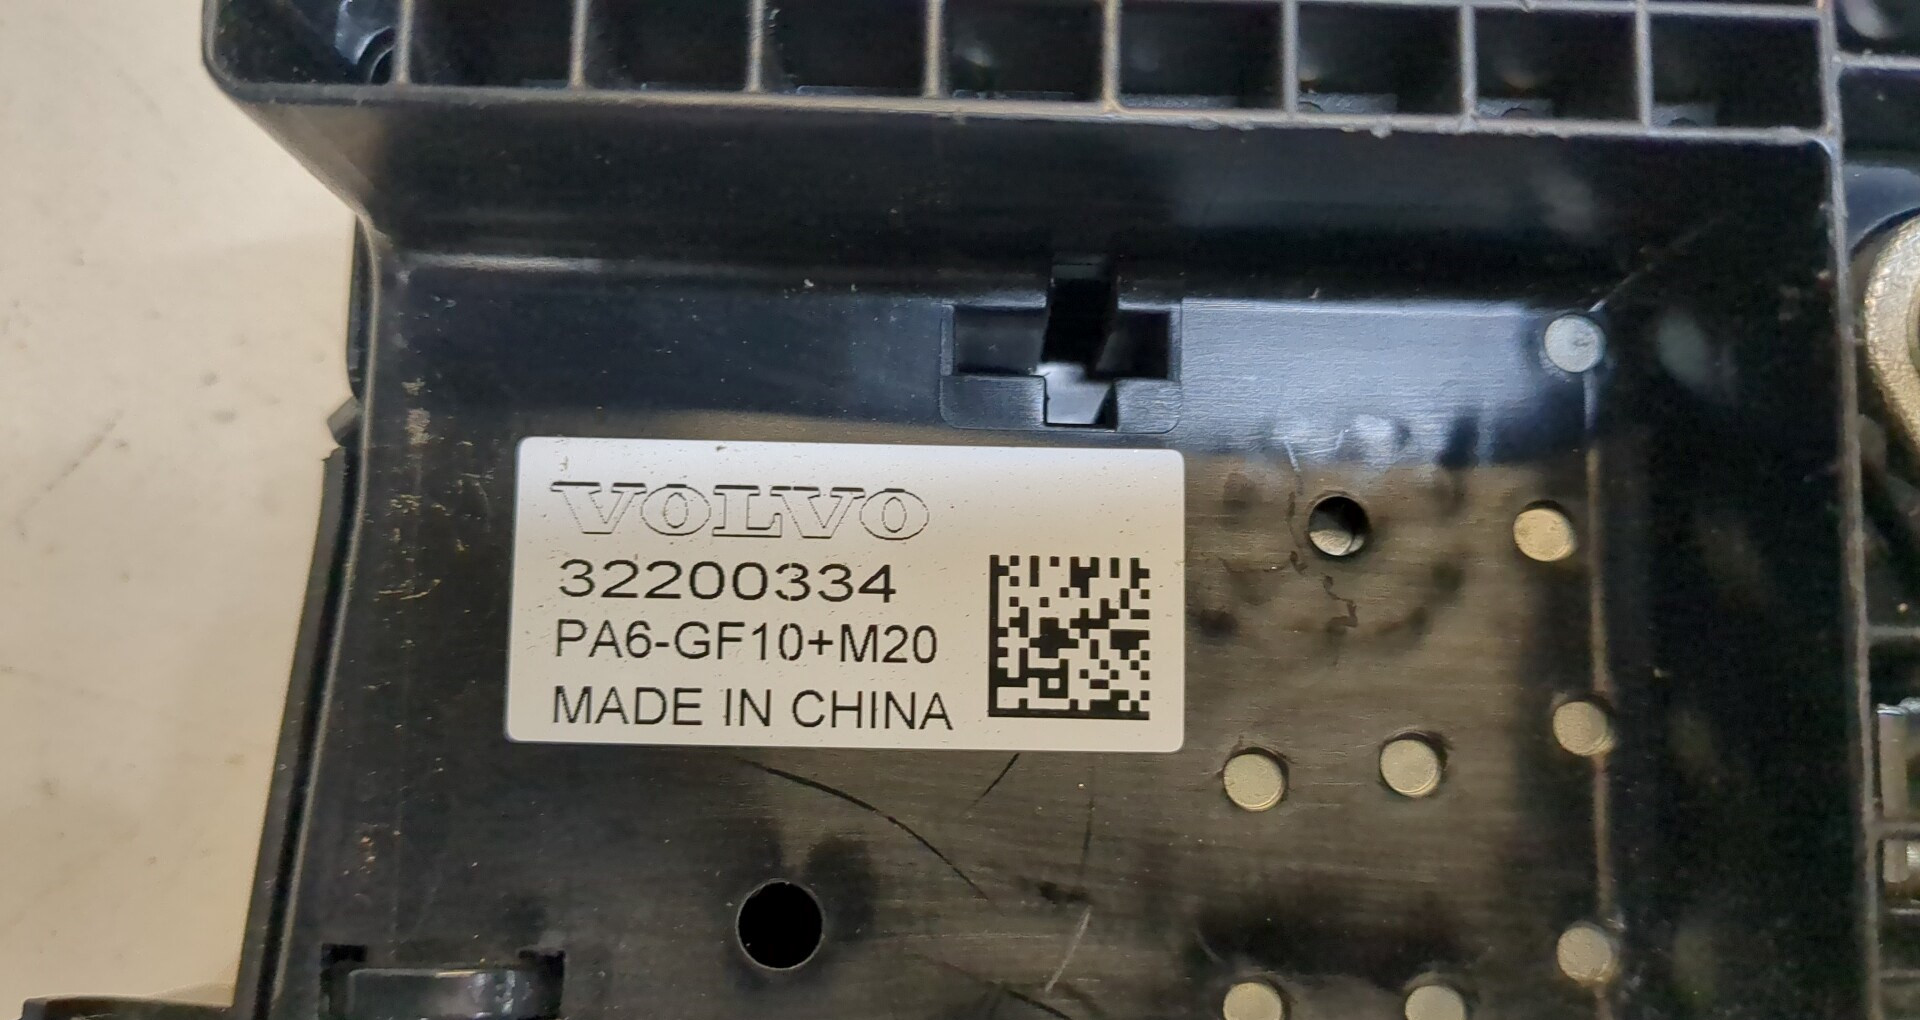 VOLVO
32200334
PA6-GF10+M20
MADE IN CHINA